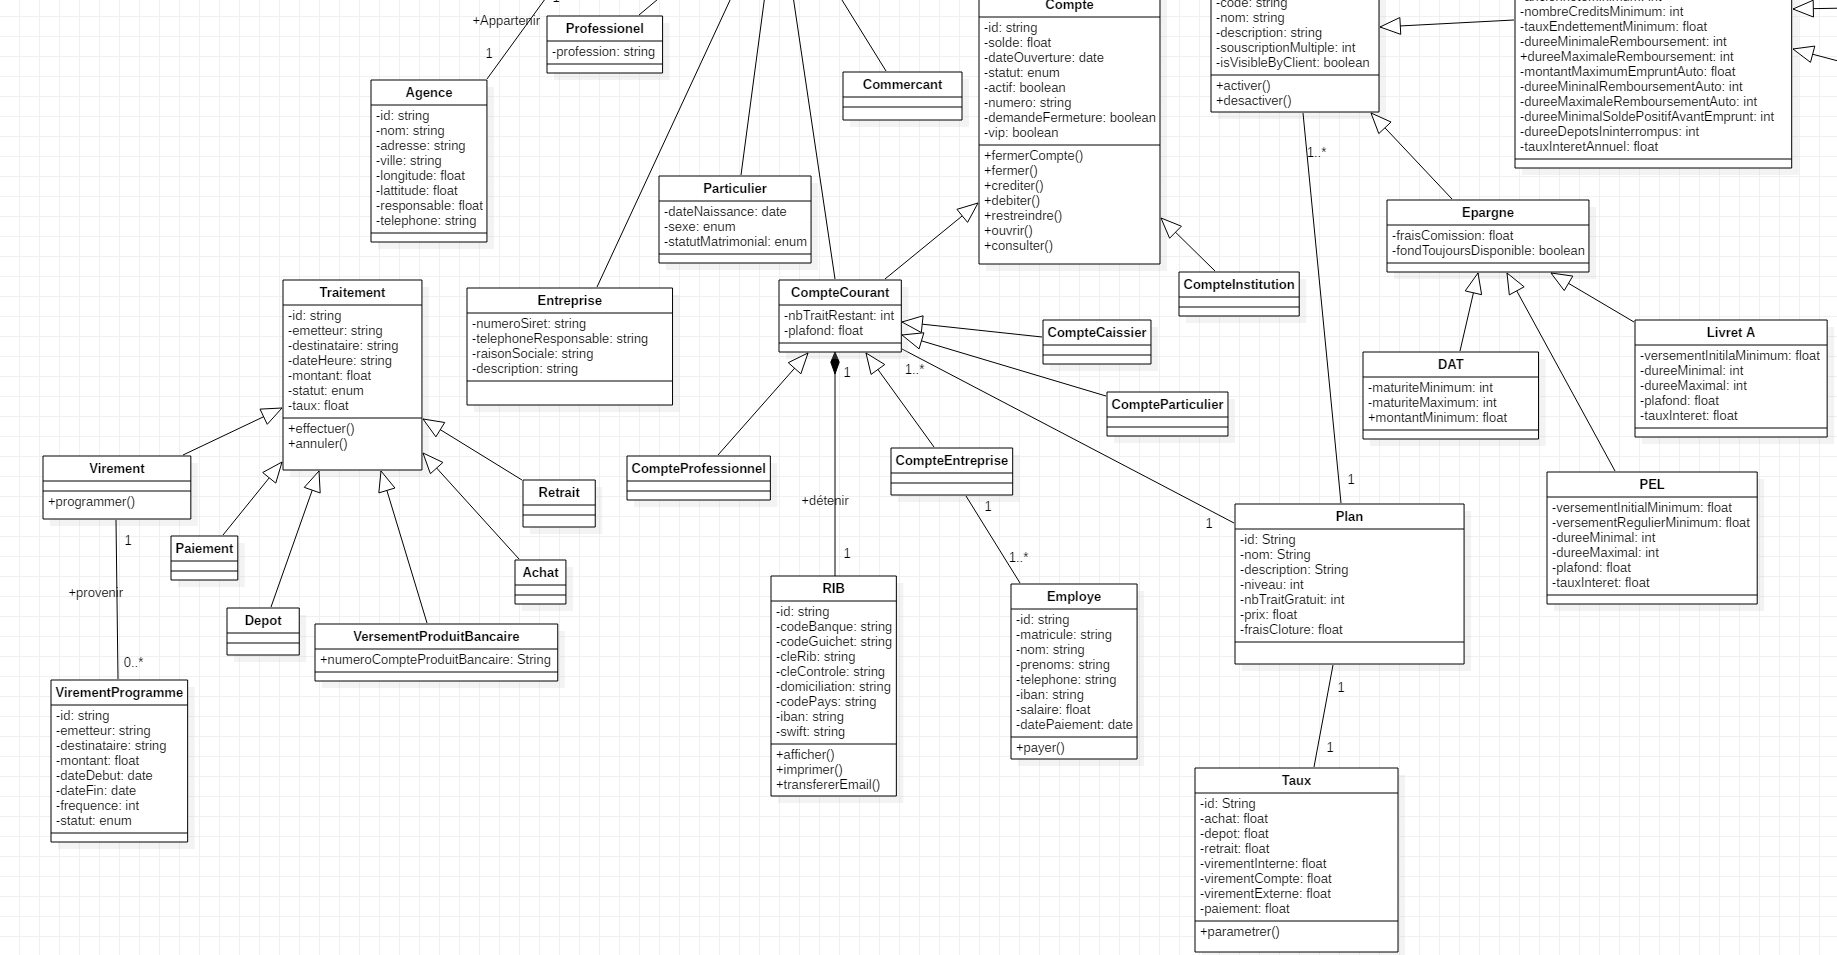 +Appartenir
1
1
Professionel
-profession: string
Agence
-id: string
-nom: string
-adresse: string
-ville: string
-longitude: float
-lattitude: float
-responsable: float
-telephone: string
Commercant
Particulier
-dateNaissance: date
-sexe: enum
-statutMatrimonial: enum
Compte
-id: string
-solde: float
-dateOuverture: date
-statut: enum
-actif: boolean
-numero: string
-demandeFermeture: boolean
-vip: boolean
+fermerCompte()
+fermer()
+crediter()
+debiter()
+restreindre()
+ouvrir()
+consulter()
-code: string
-nom: string
-description: string
-souscriptionMultiple: int
-isVisibleByClient: boolean
+activer()
+desactiver()
1..*
-nombreCreditsMinimum: int
-tauxEndettementMinimum: float
-dureeMinimaleRemboursement: int
+dureeMaximaleRemboursement: int
-montantMaximumEmpruntAuto: float
-dureeMininalRemboursementAuto: int
-dureeMaximaleRemboursementAuto: int
-dureeMinimalSoldePositifAvantEmprunt: int
-dureeDepotsIninterrompus: int
-tauxInteretAnnuel: float
Epargne
-fraisComission: float
-fondToujoursDisponible: boolean
Traitement
-id: string
-emetteur: string
-destinataire: string
-dateHeure: string
-montant: float
-statut: enum
-taux: float
+effectuer()
+annuler()
Entreprise
-numeroSiret: string
-telephoneResponsable: string
-raisonSociale: string
-description: string
CompteCourant
-nbTraitRestant: int
-plafond: float
1
1..*
CompteInstitution
CompteCaissier
CompteParticulier
DAT
-maturiteMinimum: int
-maturiteMaximum: int
+montantMinimum: float
Livret A
-versementInitilaMinimum: float
-dureeMinimal: int
-dureeMaximal: int
-plafond: float
-tauxInteret: float
Virement
+programmer()
1
+provenir
0..*
Paiement
Depot
VersementProduitBancaire
+numeroCompteProduitBancaire: String
Retrait
Achat
CompteProfessionnel
+détenir
1
CompteEntreprise
1
1..*
1
1
PEL
-versementInitialMinimum: float
-versementRegulierMinimum: float
-dureeMinimal: int
-dureeMaximal: int
-plafond: float
-tauxInteret: float
Plan
-id: String
-nom: String
-description: String
-niveau: int
-nbTraitGratuit: int
-prix: float
-fraisCloture: float
1
1
RIB
-id: string
-codeBanque: string
-codeGuichet: string
-cleRib: string
-cleControle: string
-domiciliation: string
-codePays: string
-iban: string
-swift: string
+afficher()
+imprimer()
+transfererEmail()
Employe
-id: string
-matricule: string
-nom: string
-prenoms: string
-telephone: string
-iban: string
-salaire: float
-datePaiement: date
+payer()
VirementProgramme
-id: string
-emetteur: string
-destinataire: string
-montant: float
-dateDebut: date
-dateFin: date
-frequence: int
-statut: enum
Taux
-id: String
-achat: float
-depot: float
-retrait: float
-virementInterne: float
-virementCompte: float
-virementExterne: float
-paiement: float
+parametrer()